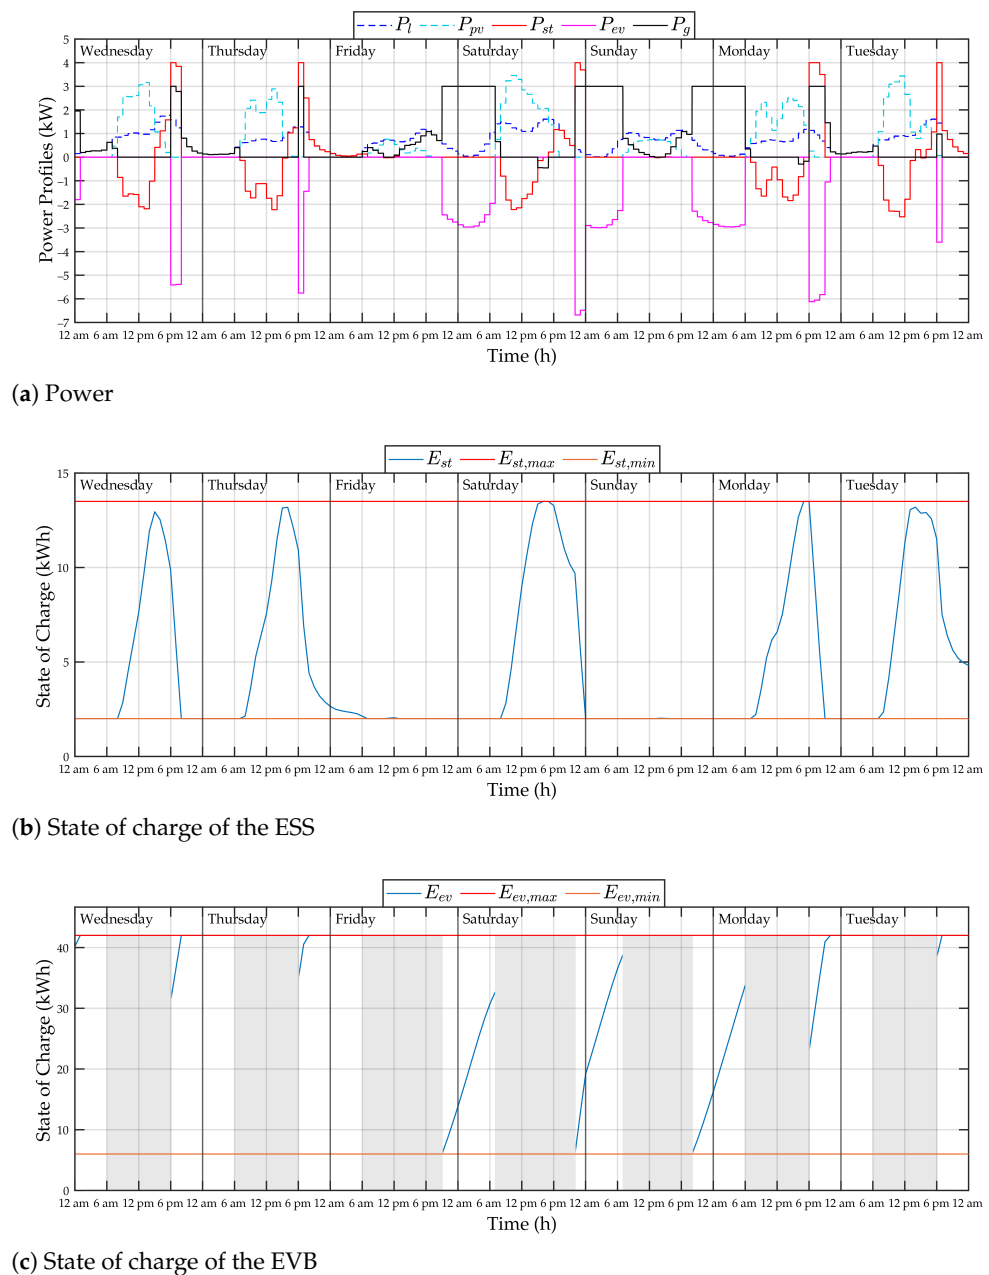 P_l P_pv P_st P_ev P_g
Wednesday Thursday Friday Saturday Sunday Monday Tuesday
5
4
3
2
1
0
−1
−2
−3
−4
−5
−6
−7
Power Profiles (kW)
12 am 6 am 12 pm 6 pm 12 am 6 am 12 pm 6 pm 12 am 6 am 12 pm 6 pm 12 am 6 am 12 pm 6 pm 12 am 6 am 12 pm 6 pm 12 am 6 am 12 pm 6 pm 12 am 6 am 12 pm 6 pm 12 am
Time (h)
(a) Power
E_st E_st,max E_st,min
Wednesday Thursday Friday Saturday Sunday Monday Tuesday
15
10
5
0
State of Charge (kWh)
12 am 6 am 12 pm 6 pm 12 am 6 am 12 pm 6 pm 12 am 6 am 12 pm 6 pm 12 am 6 am 12 pm 6 pm 12 am 6 am 12 pm 6 pm 12 am 6 am 12 pm 6 pm 12 am 6 am 12 pm 6 pm 12 am
Time (h)
(b) State of charge of the ESS
E_ev E_ev,max E_ev,min
Wednesday Thursday Friday Saturday Sunday Monday Tuesday
40
30
20
10
0
State of Charge (kWh)
12 am 6 am 12 pm 6 pm 12 am 6 am 12 pm 6 pm 12 am 6 am 12 pm 6 pm 12 am 6 am 12 pm 6 pm 12 am 6 am 12 pm 6 pm 12 am 6 am 12 pm 6 pm 12 am 6 am 12 pm 6 pm 12 am
Time (h)
(c) State of charge of the EVB